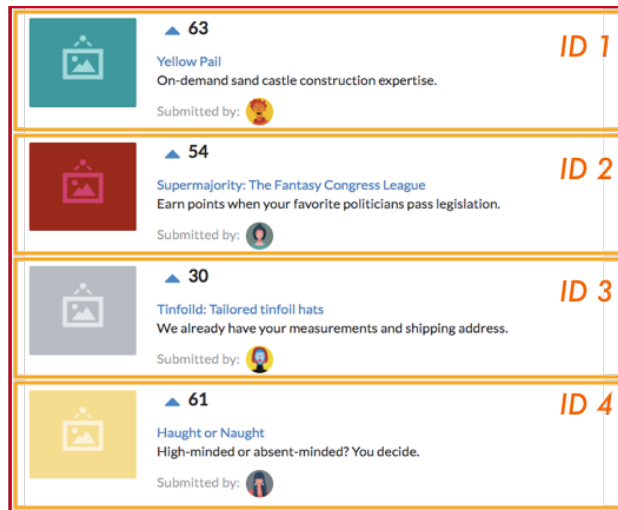 63
ID 1
Yellow Pail
On-demand sand castle construction expertise.
Submitted by:
54
ID 2
Supermajority: The Fantasy Congress League
Earn points when your favorite politicians pass legislation.
Submitted by:
30
ID 3
Tinfoild: Tailored tinfoil hats
We already have your measurements and shipping address.
Submitted by:
61
ID 4
Haught or Naught
High-minded or absent-minded? You decide.
Submitted by: